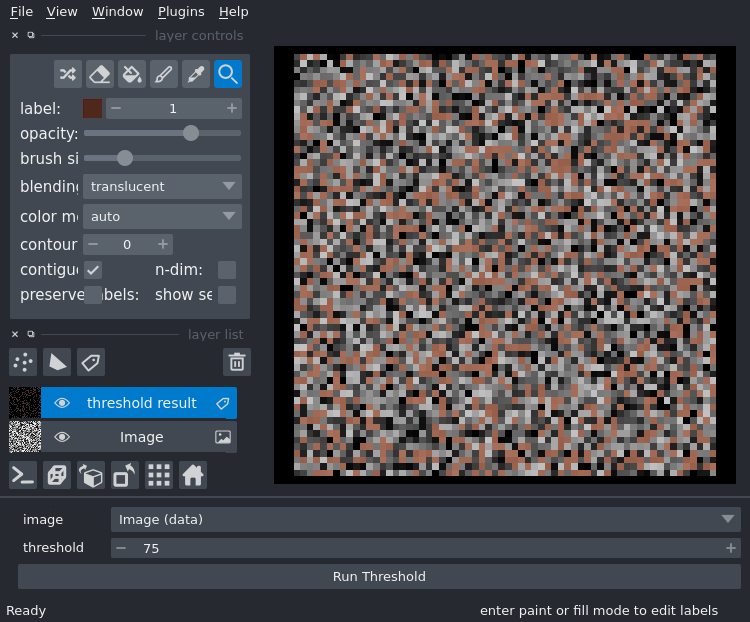 File View Window Plugins Help
layer controls
label: 1
opacity:
brush si
blending translucent
color m auto
contour 0
contigu n-dim:
preserve abels: show se
layer list
threshold result
Image
image Image (data)
threshold 75
Run Threshold
Ready enter paint or fill mode to edit labels